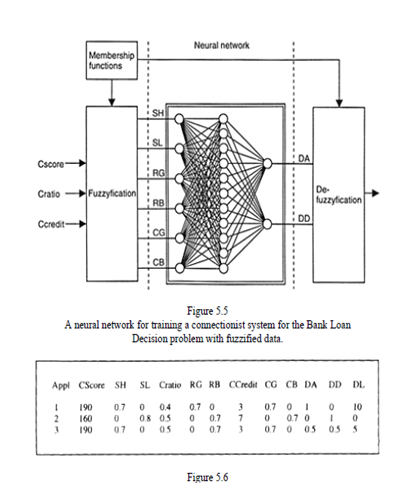 Neural network
Membership
functions
SH
SL
Cscore
RG
DA
Cratio
Fuzzyfication
De-
fuzzyfication
RB
Ccredit
DD
CG
CB
Figure 5.5
A neural network for training a connectionist system for the Bank Loan
Decision problem with fuzzified data.
Appl CScore SH SL Cratio RG RB CCredit CG CB DA DD DL
1 190 0.7 0 0.4 0.7 0 3 0.7 0 1 0 10
2 160 0 0.8 0.5 0 0.7 7 0 0.7 0 1 0
3 190 0.7 0 0.5 0 0.7 3 0.7 0 0.5 0.5 5
Figure 5.6